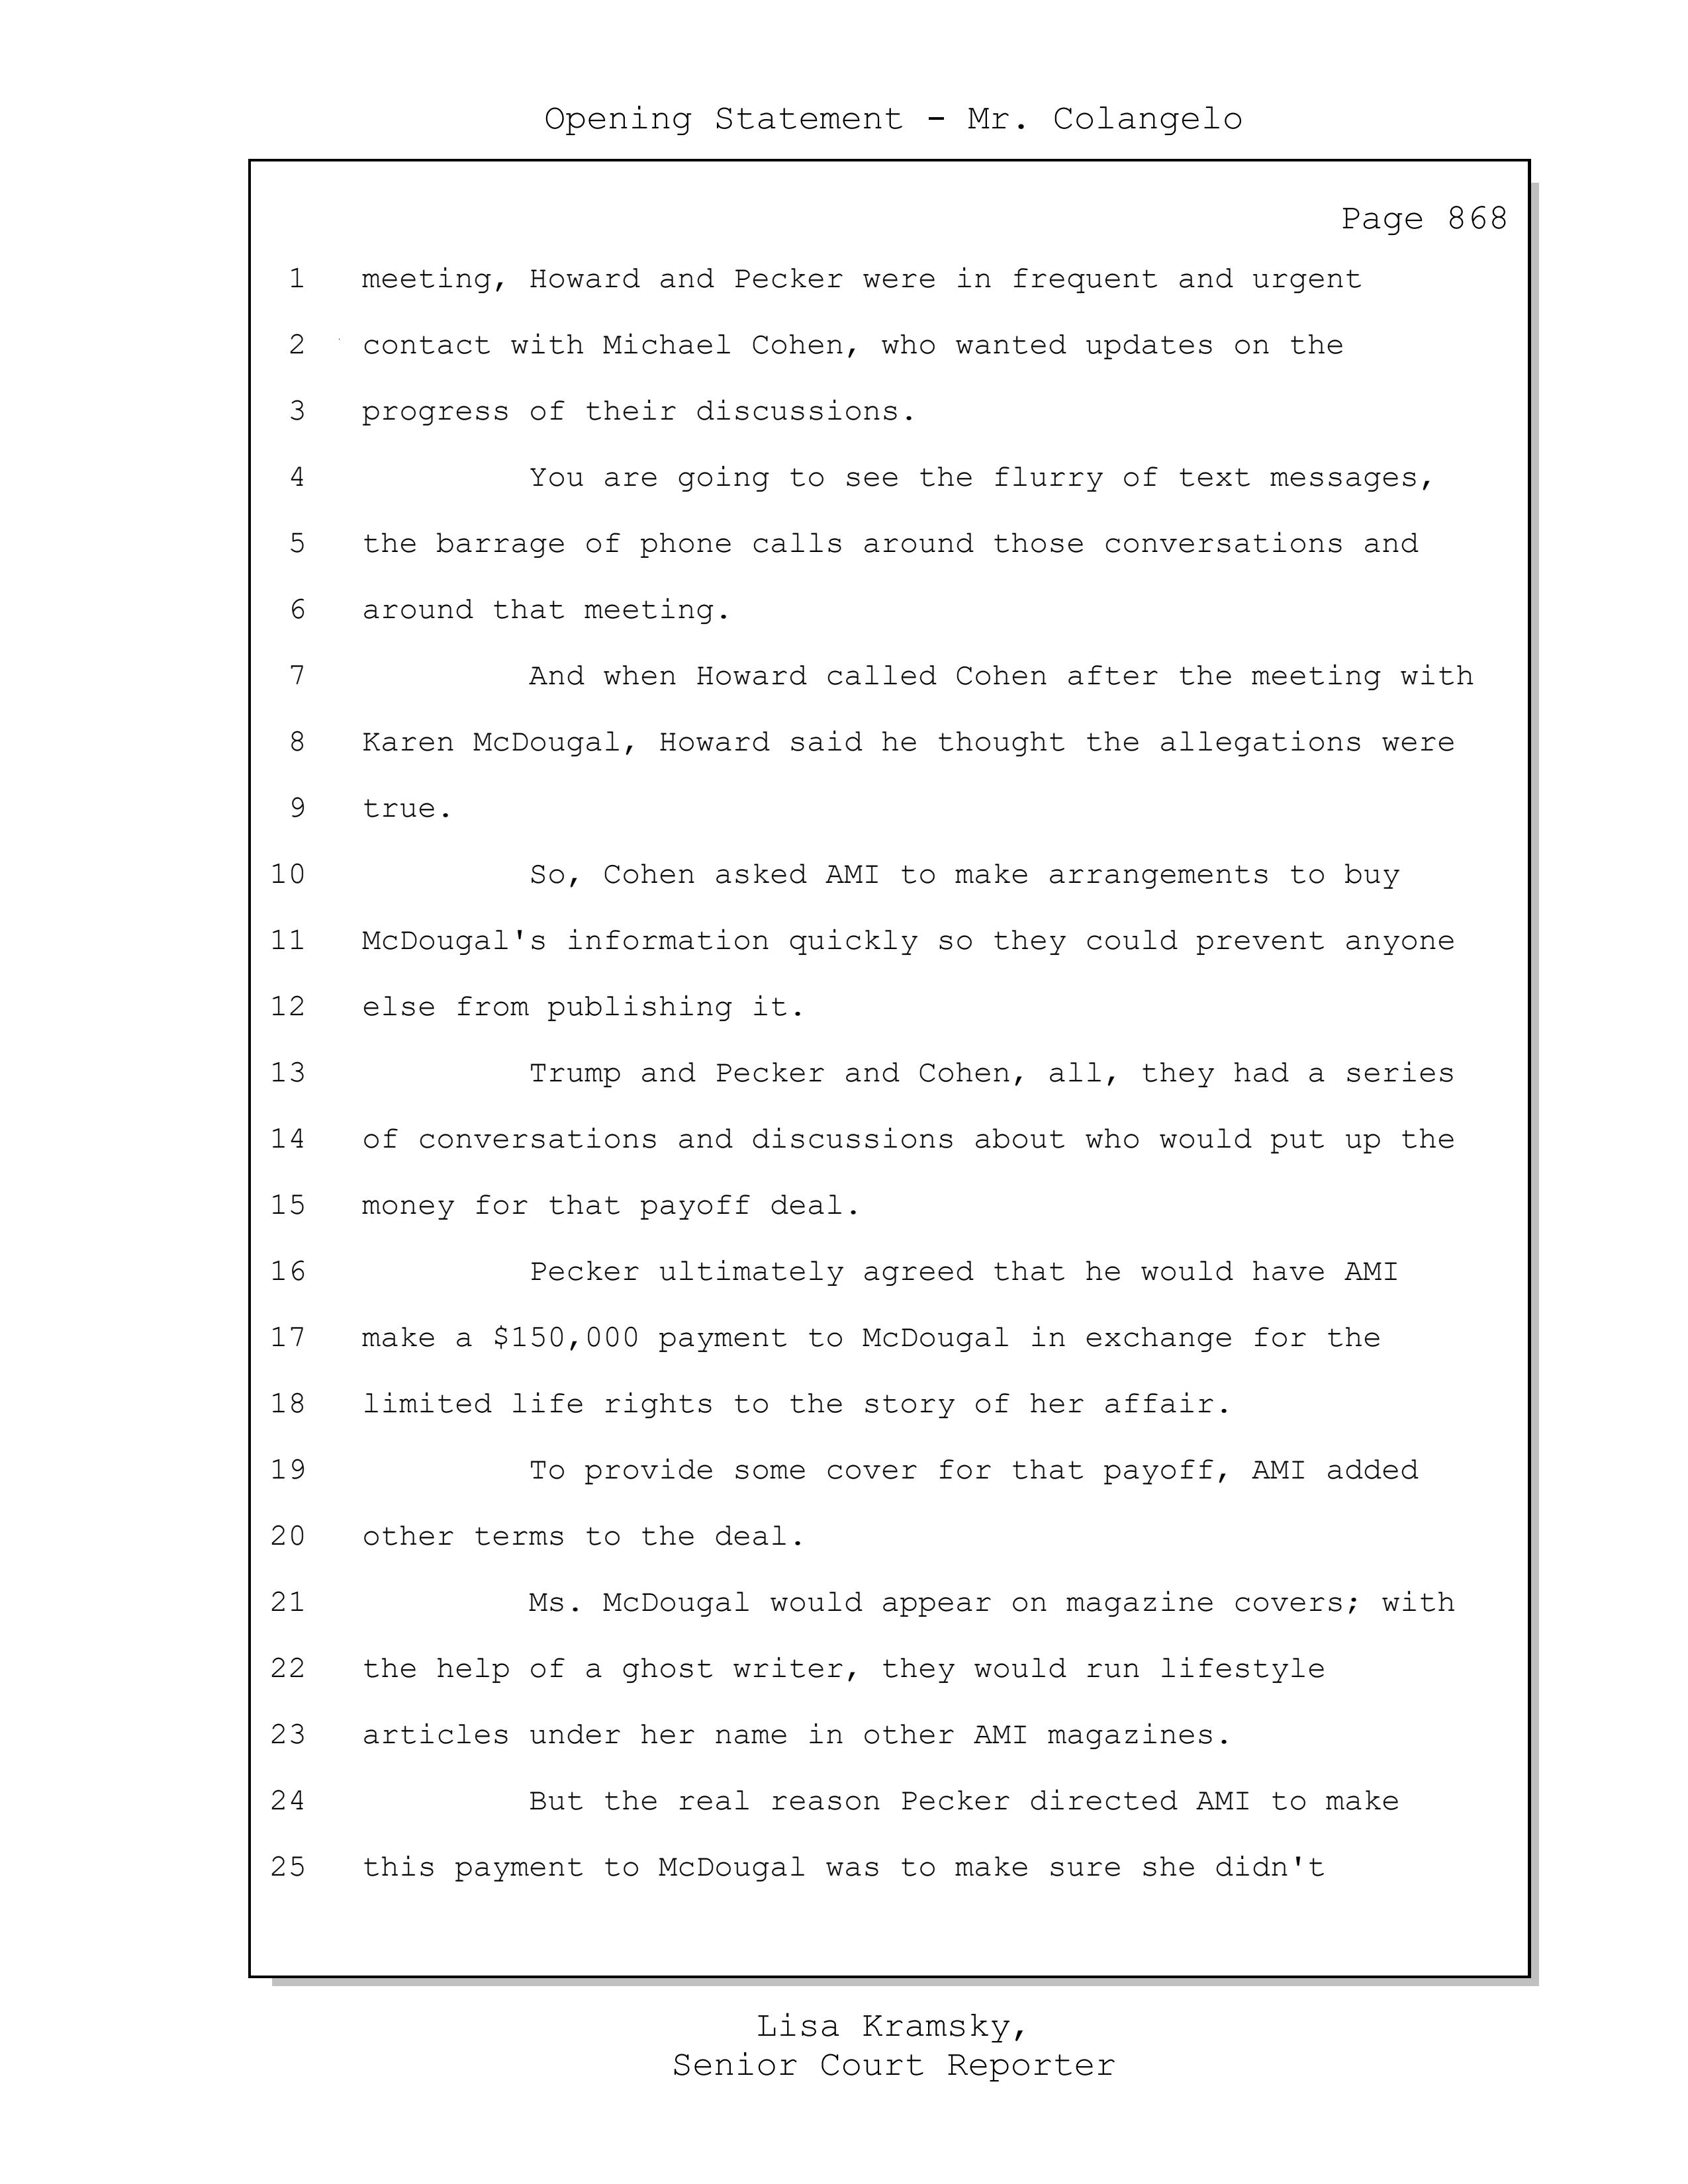 Opening Statement - Mr. Colangelo
Page 868
1 meeting, Howard and Pecker were in frequent and urgent
2 contact with Michael Cohen, who wanted updates on the
3 progress of their discussions.
4 You are going to see the flurry of text messages,
5 the barrage of phone calls around those conversations and
6 around that meeting.
7 And when Howard called Cohen after the meeting with
8 Karen McDougal, Howard said he thought the allegations were
9 true.
10 So, Cohen asked AMI to make arrangements to buy
11 McDougal's information quickly so they could prevent anyone
12 else from publishing it.
13 Trump and Pecker and Cohen, all, they had a series
14 of conversations and discussions about who would put up the
15 money for that payoff deal.
16 Pecker ultimately agreed that he would have AMI
17 make a $150,000 payment to McDougal in exchange for the
18 limited life rights to the story of her affair.
19 To provide some cover for that payoff, AMI added
20 other terms to the deal.
21 Ms. McDougal would appear on magazine covers; with
22 the help of a ghost writer, they would run lifestyle
23 articles under her name in other AMI magazines.
24 But the real reason Pecker directed AMI to make
25 this payment to McDougal was to make sure she didn't
Lisa Kramsky,
Senior Court Reporter